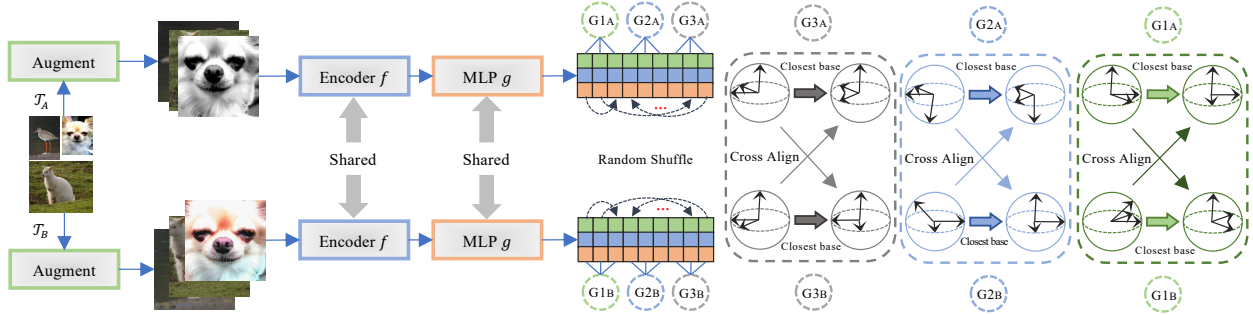 G1A G2A G3A
G3A
G2A
G1A
Augment
Encoder f
MLP g
Closest base
Closest base
Closest base
𝒯A
Shared
Shared
Random Shuffle
Cross Align
Cross Align
Cross Align
𝒯B
...
...
Augment
Encoder f
MLP g
Closest base
Closest base
Closest base
G1B G2B G3B
G3B
G2B
G1B